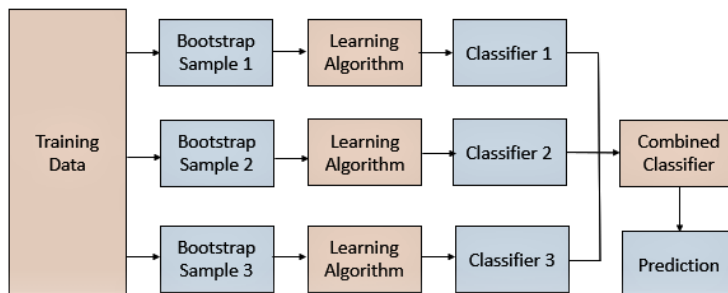 Training
Data
Bootstrap
Sample 1
Learning
Algorithm
Classifier 1
Bootstrap
Sample 2
Learning
Algorithm
Classifier 2
Bootstrap
Sample 3
Learning
Algorithm
Classifier 3
Combined
Classifier
Prediction